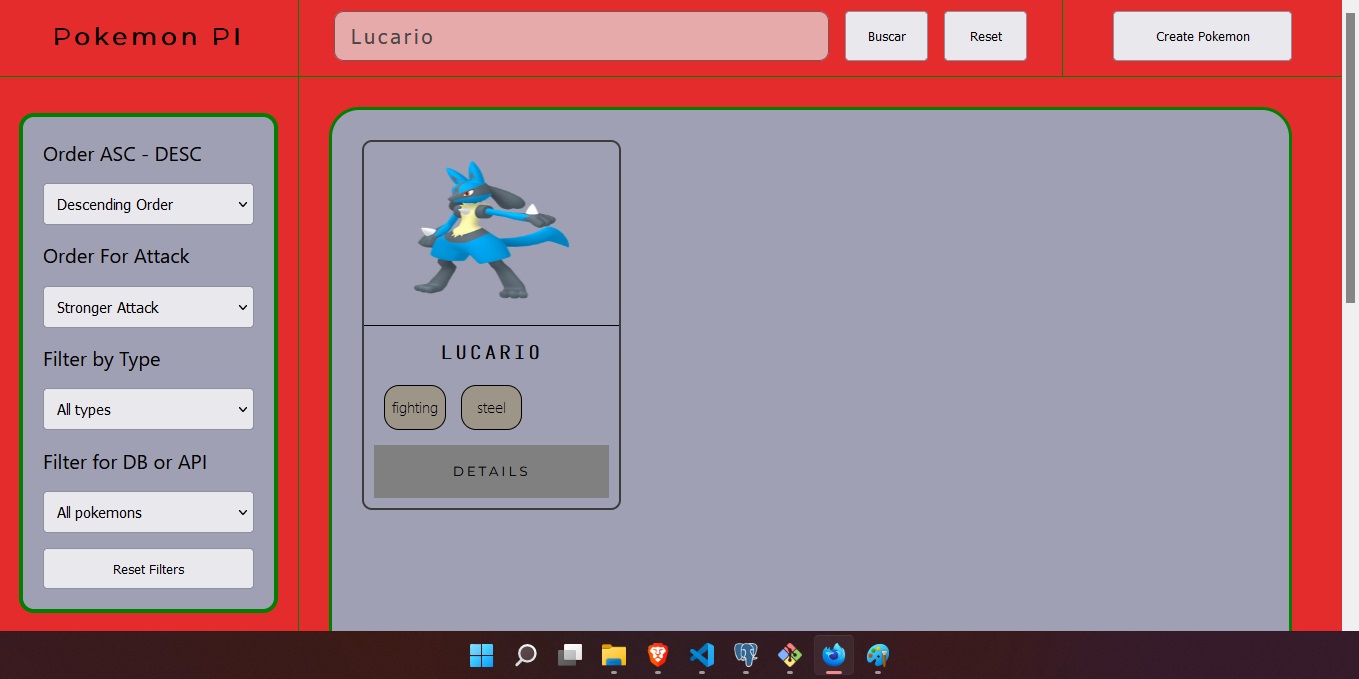 Pokemon PI
Lucario
Buscar
Reset
Create Pokemon
Order ASC - DESC
Descending Order
Order For Attack
Stronger Attack
Filter by Type
All types
Filter for DB or API
All pokemons
Reset Filters
LUCARIO
fighting
steel
DETAILS